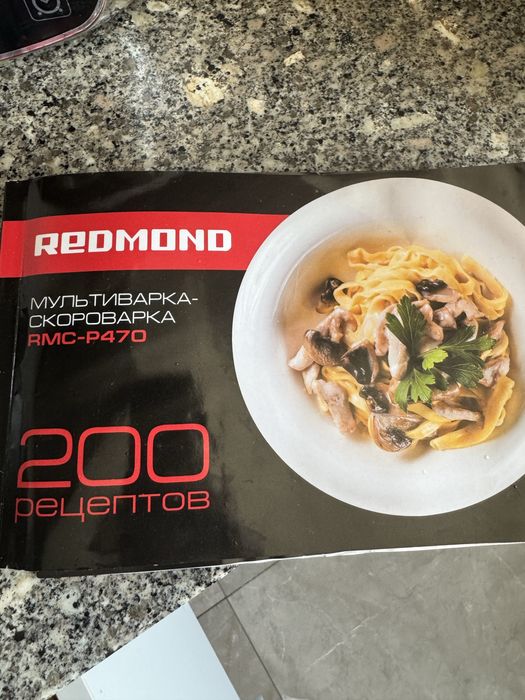 REDMOND
МУЛЬТИВАРКА-
СКОРОВАРКА
RMC-P470
200
рецептов